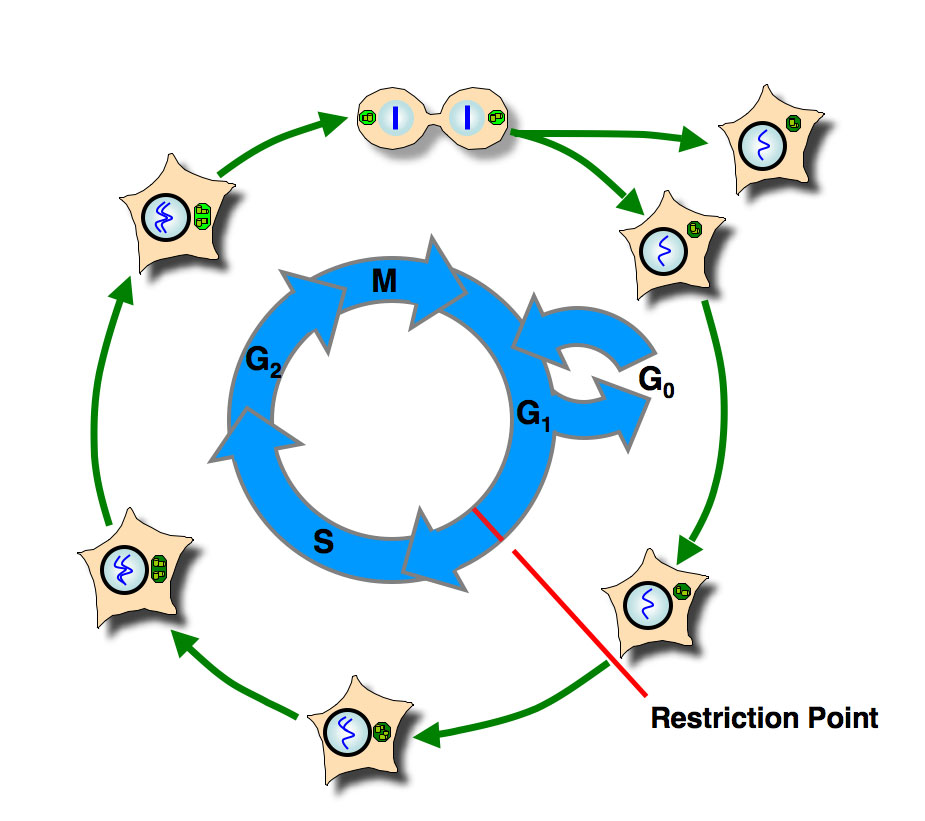 M
G₂
G₀
G₁
S
Restriction Point